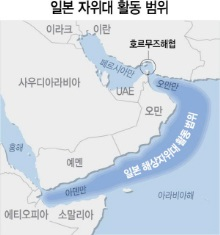 일본 자위대 활동 범위
이라크
이란
호르무즈해협
페르시아만
오만만
사우디아라비아
UAE
오만
홍해
예멘
일본 해상자위대 활동 범위
아덴만
아라비아해
에티오피아
소말리아